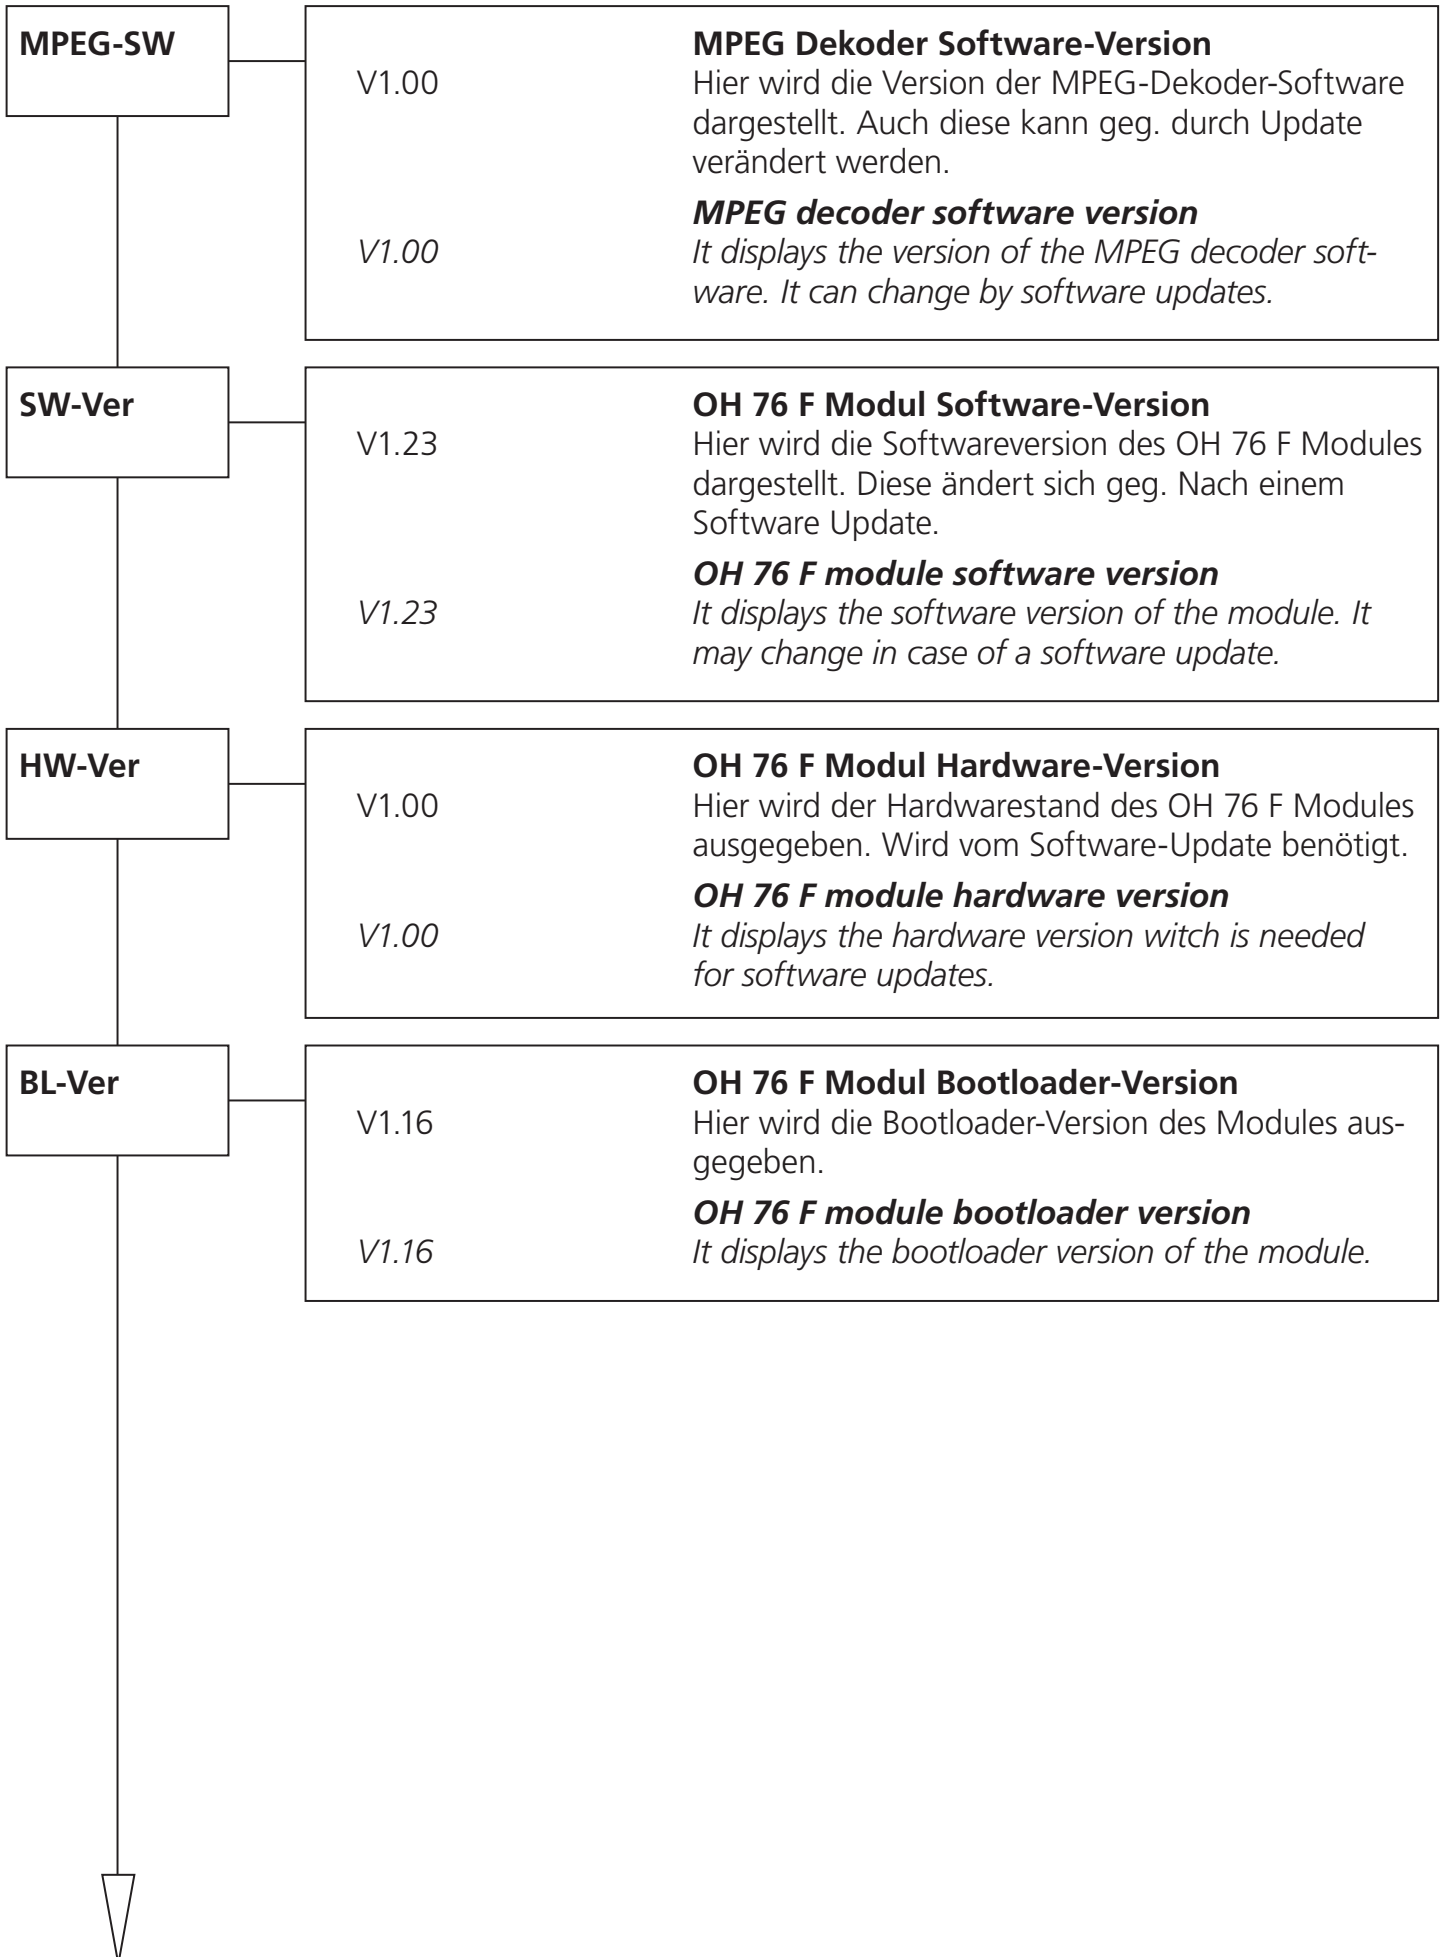 MPEG-SW
MPEG Dekoder Software-Version
V1.00 Hier wird die Version der MPEG-Dekoder-Software
dargestellt. Auch diese kann geg. durch Update
verändert werden.
MPEG decoder software version
V1.00 It displays the version of the MPEG decoder soft-
ware. It can change by software updates.
SW-Ver
OH 76 F Modul Software-Version
V1.23 Hier wird die Softwareversion des OH 76 F Modules
dargestellt. Diese ändert sich geg. Nach einem
Software Update.
OH 76 F module software version
V1.23 It displays the software version of the module. It
may change in case of a software update.
HW-Ver
OH 76 F Modul Hardware-Version
V1.00 Hier wird der Hardwarestand des OH 76 F Modules
ausgegeben. Wird vom Software-Update benötigt.
OH 76 F module hardware version
V1.00 It displays the hardware version witch is needed
for software updates.
BL-Ver
OH 76 F Modul Bootloader-Version
V1.16 Hier wird die Bootloader-Version des Modules aus-
gegeben.
OH 76 F module bootloader version
V1.16 It displays the bootloader version of the module.